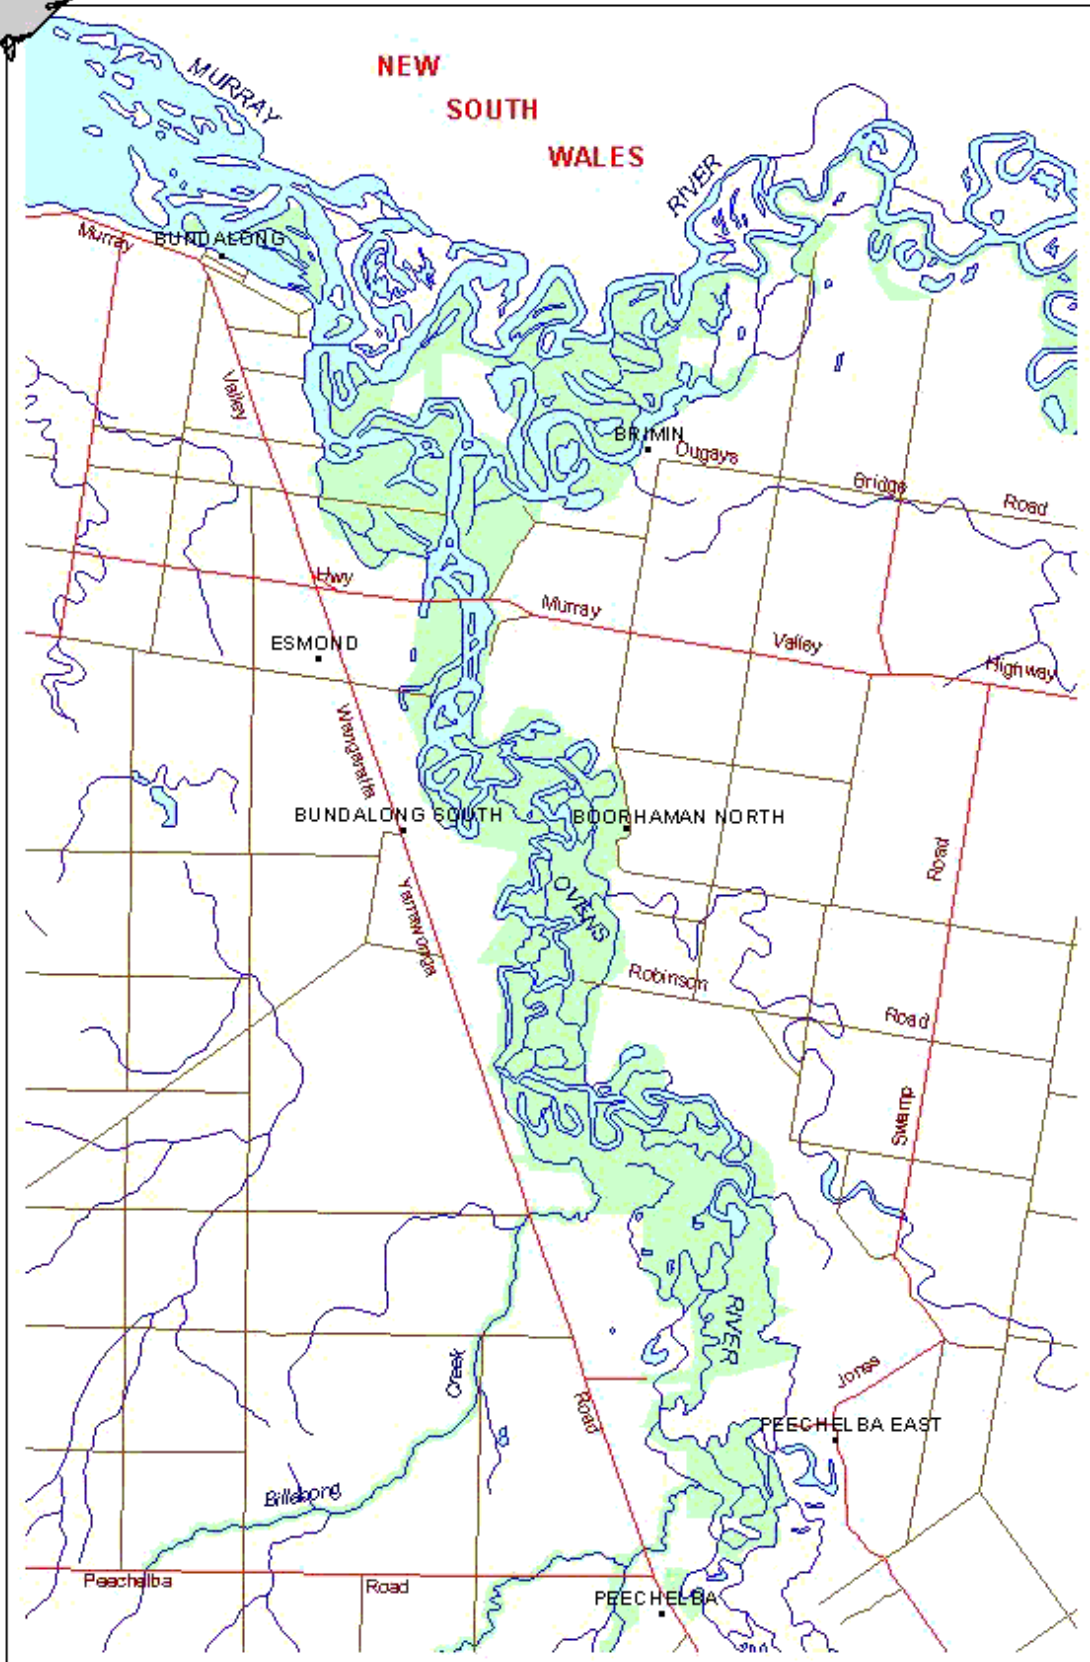 NEW
SOUTH
WALES
MURRAY
RIVER
Murray
BUNDALONG
Valley
BRIMIN
Dugays
Bridge
Road
Hwy
Murray
Valley
Highway
ESMOND
Wangaratta
BUNDALONG SOUTH
BOORHAMAN NORTH
Road
OVENS
Yarrawonga
Robinson
Road
Swamp
RIVER
Creek
Jones
Road
PEECHELBA EAST
Billabong
Peechelba
Road
PEECHELBA